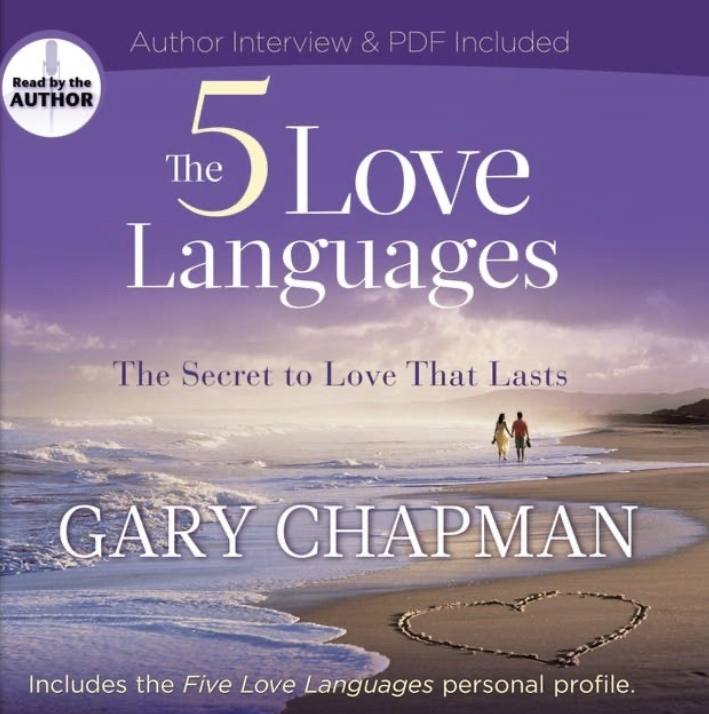 Author Interview & PDF Included
Read by the
AUTHOR
The 5 Love
Languages
The Secret to Love That Lasts
GARY CHAPMAN
Includes the Five Love Languages personal profile.